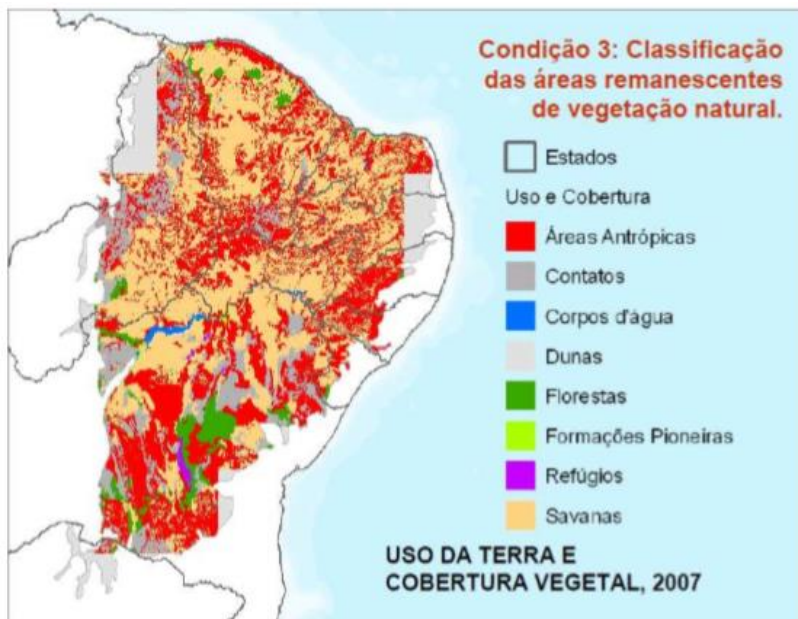 Condição 3: Classificação
das áreas remanescentes
de vegetação natural.
Estados
Uso e Cobertura
Áreas Antrópicas
Contatos
Corpos d'água
Dunas
Florestas
Formações Pioneiras
Refúgios
Savanas
USO DA TERRA E
COBERTURA VEGETAL, 2007